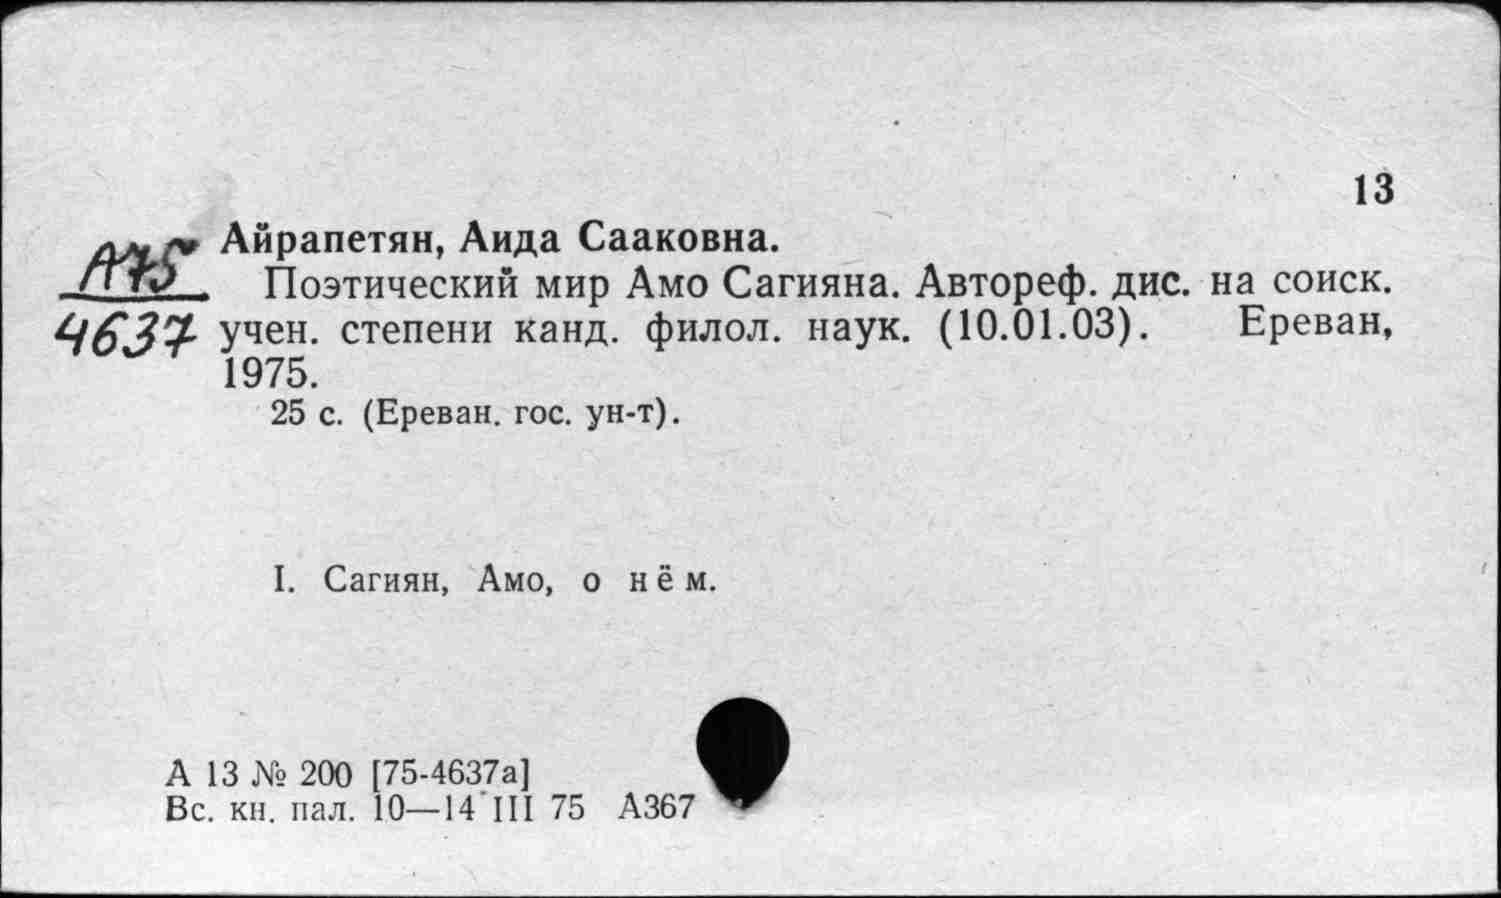 13
А75
4637
Айрапетян, Аида Сааковна.
Поэтический мир Амо Сагияна. Автореф. дис. на соиск.
учен. степени канд. филол. наук. (10.01.03). Ереван,
1975.
25 с. (Ереван. гос. ун-т).
I. Сагиян, Амо, о нём.
А 13 № 200 [75-4637а]
Вс. кн. пал. 10—14 III 75 А367